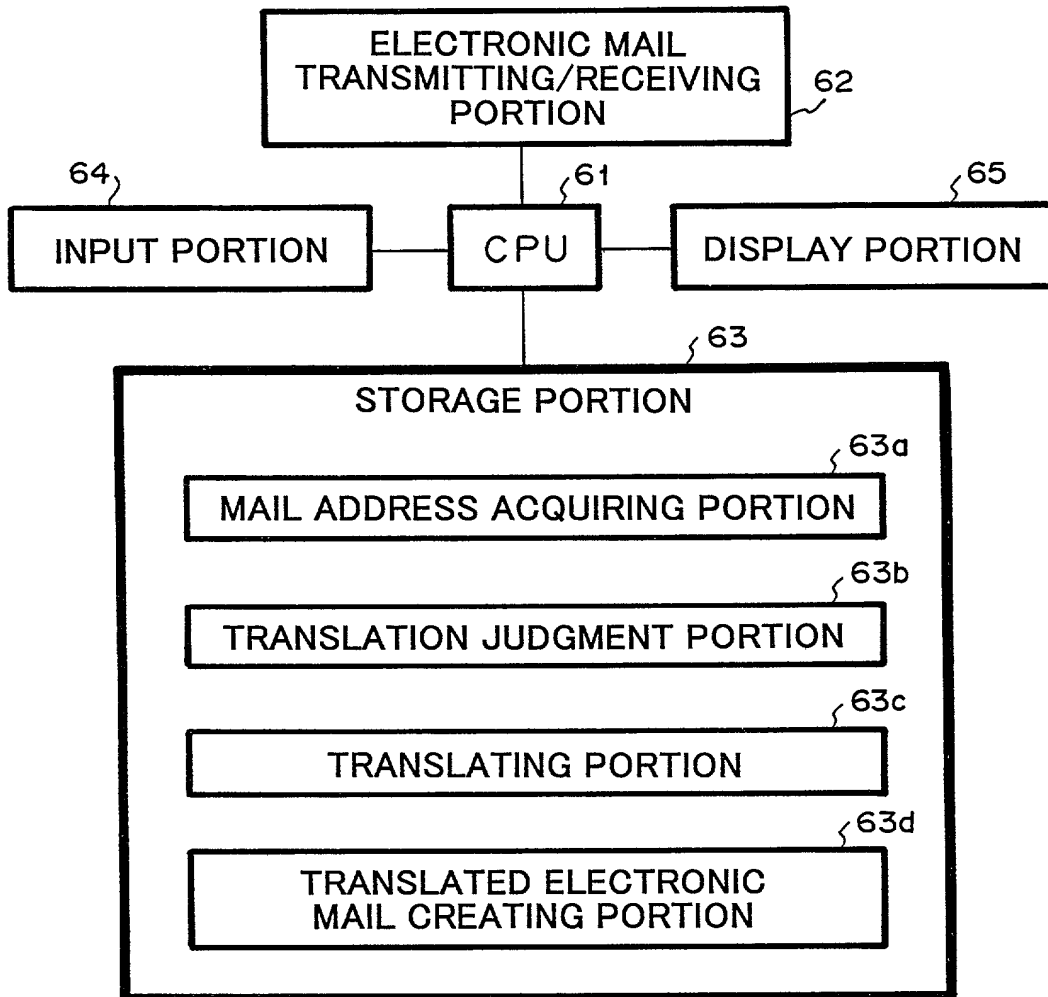 ELECTRONIC MAIL
TRANSMITTING/RECEIVING
PORTION
62
64
61
65
INPUT PORTION
CPU
DISPLAY PORTION
63
STORAGE PORTION
63a
MAIL ADDRESS ACQUIRING PORTION
63b
TRANSLATION JUDGMENT PORTION
63c
TRANSLATING PORTION
63d
TRANSLATED ELECTRONIC
MAIL CREATING PORTION